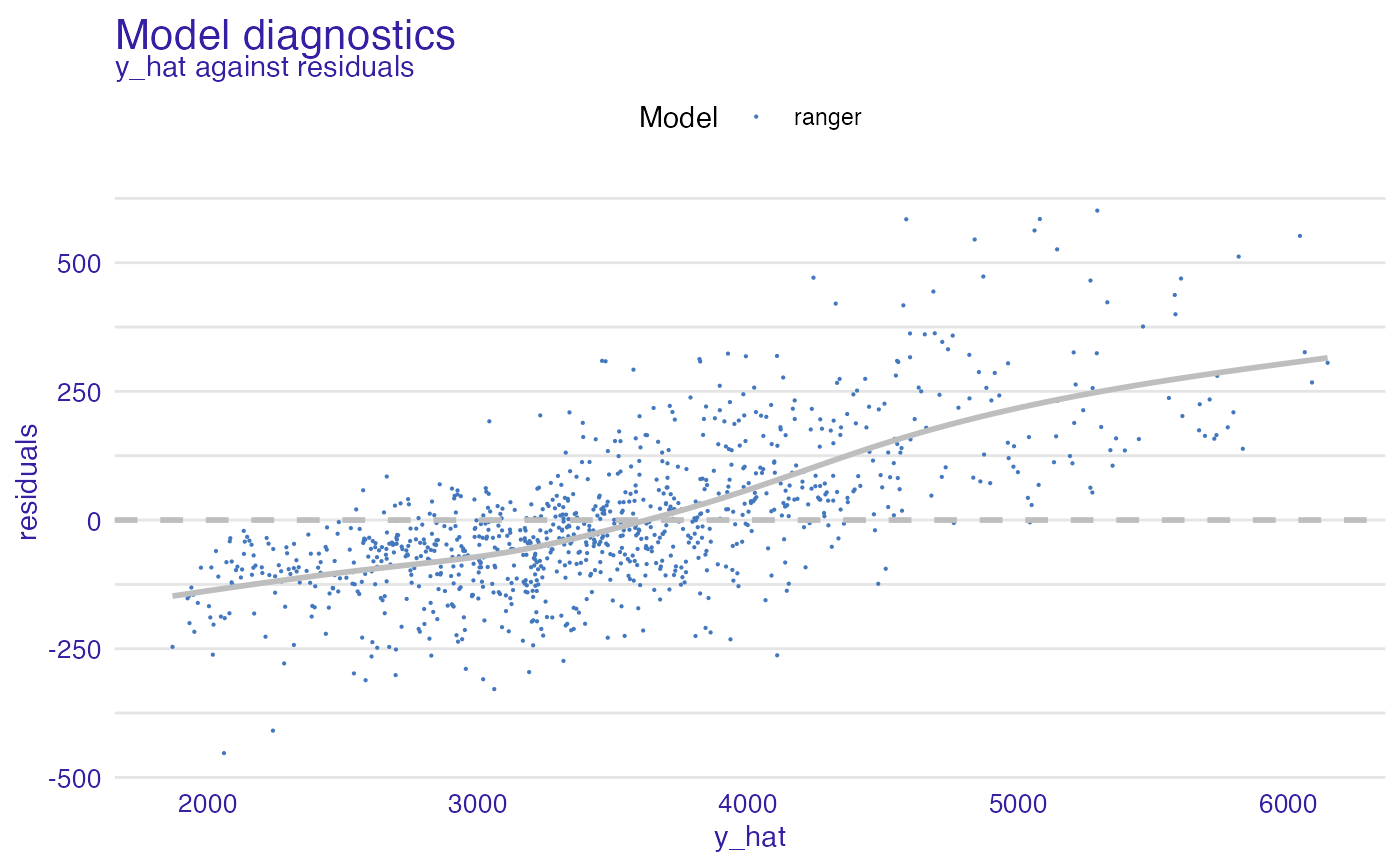 Model diagnostics
y_hat against residuals
Model ranger
500
250
0
-250
-500
residuals
2000 3000 4000 5000 6000
y_hat